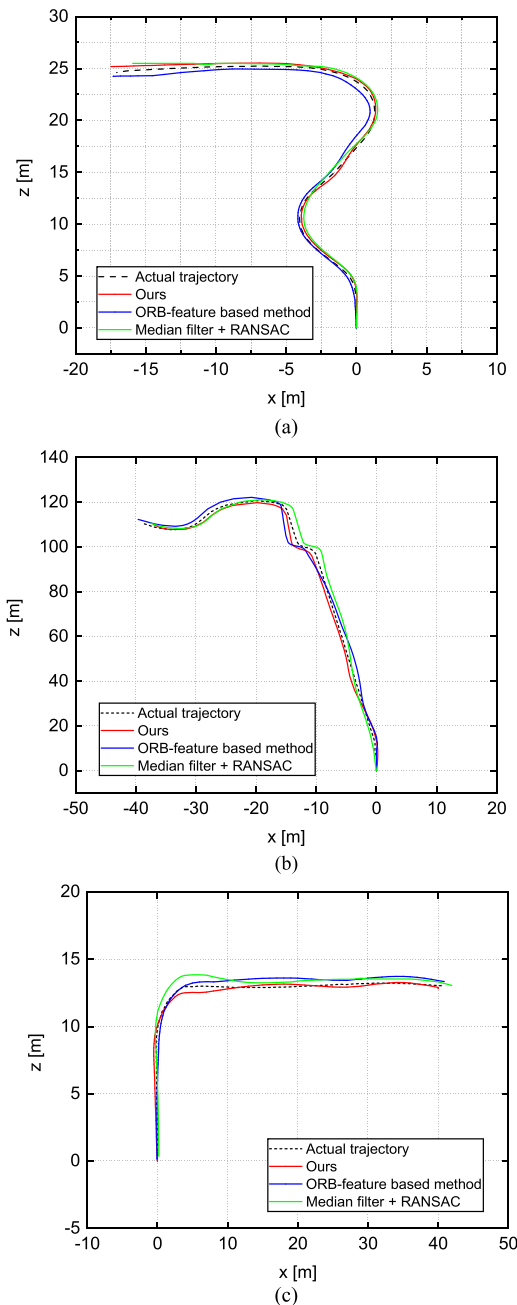 30
25
20
15
10
5
0
z [m]
Actual trajectory
Ours
ORB-feature based method
Median filter + RANSAC
-20 -15 -10 -5 0 5 10
x [m]
(a)
140
120
100
80
60
40
20
0
z [m]
Actual trajectory
Ours
ORB-feature based method
Median filter + RANSAC
-50 -40 -30 -20 -10 0 10 20
x [m]
(b)
20
15
10
5
0
-5
z [m]
Actual trajectory
Ours
ORB-feature based method
Median filter + RANSAC
-10 0 10 20 30 40 50
x [m]
(c)